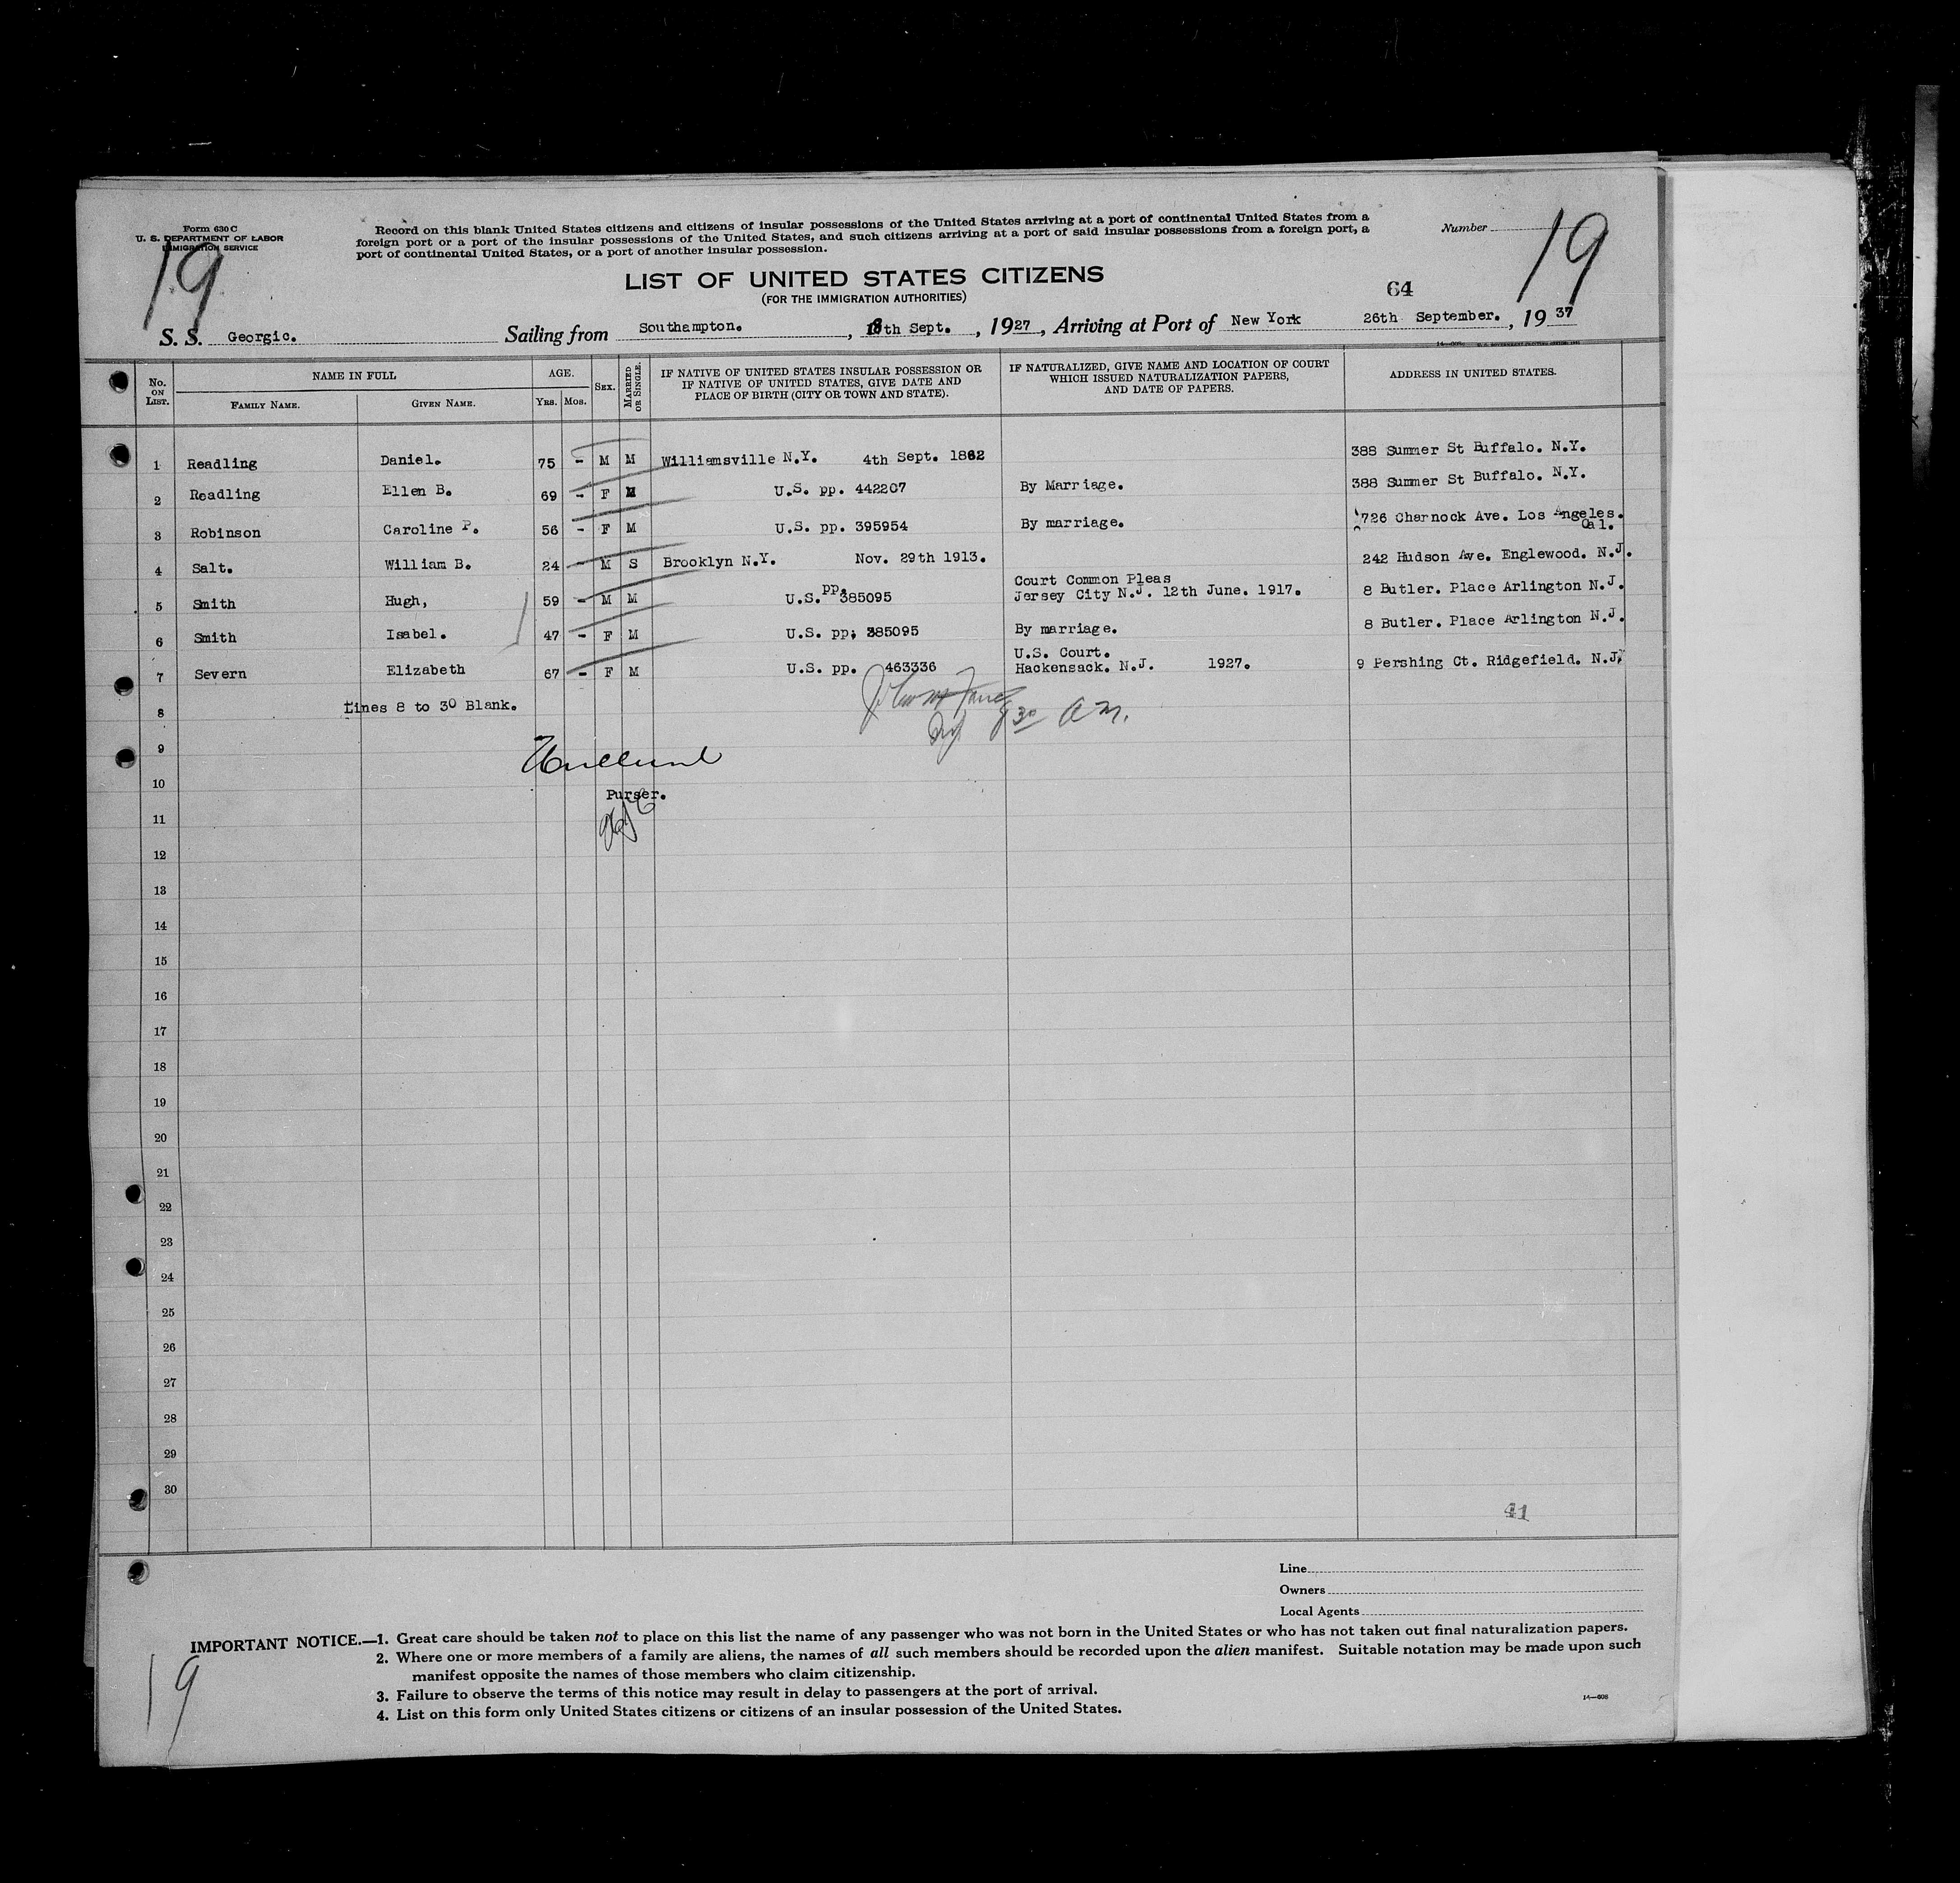 Form 630 C
U. S. DEPARTMENT OF LABOR
IMMIGRATION SERVICE
19
Record on this blank United States citizens and citizens of insular possessions of the United States arriving at a port of continental United States from a
foreign port or a port of the insular possessions of the United States, and such citizens arriving at a port of said insular possessions from a foreign port, a
port of continental United States, or a port of another insular possession.
Number
19
LIST OF UNITED STATES CITIZENS
(FOR THE IMMIGRATION AUTHORITIES)
64
S. S. Georgic. Sailing from Southampton. , 18th Sept. , 1927 , Arriving at Port of New York 26th September. , 19 37
No. ON LIST. NAME IN FULL AGE. SEX. MARRIED OR SINGLE. IF NATIVE OF UNITED STATES INSULAR POSSESSION OR IF NATIVE OF UNITED STATES, GIVE DATE AND PLACE OF BIRTH (CITY OR TOWN AND STATE). IF NATURALIZED, GIVE NAME AND LOCATION OF COURT WHICH ISSUED NATURALIZATION PAPERS, AND DATE OF PAPERS. ADDRESS IN UNITED STATES.
FAMILY NAME. GIVEN NAME. YRS. MOS.
1 Readling Daniel. 75 - M M Williamsville N.Y. 4th Sept. 1862 388 Summer St Buffalo. N.Y.
2 Readling Ellen B. 69 - F M U.S. pp. 442207 By Marriage. 388 Summer St Buffalo. N.Y.
3 Robinson Caroline P. 56 - F M U.S. pp. 395954 By marriage. 726 Charnock Ave. Los Angeles. Cal.
4 Salt. William B. 24 - M S Brooklyn N.Y. Nov. 29th 1913. 242 Hudson Ave. Englewood. N.J.
5 Smith Hugh, 59 - M M U.S. pp. 385095 Court Common Pleas Jersey City N.J. 12th June. 1917. 8 Butler. Place Arlington N.J.
6 Smith Isabel. 47 - F M U.S. pp. 385095 By marriage. 8 Butler. Place Arlington N.J.
7 Severn Elizabeth 67 - F M U.S. pp. 463336 U.S. Court. Hackensack. N.J. 1927. 9 Pershing Ct. Ridgefield. N.J.
8 Lines 8 to 30 Blank.
830 AM.
9
10
Purser.
11
12
13
14
15
16
17
18
19
20
21
22
23
24
25
26
27
28
29
30
41
Line
Owners
Local Agents
IMPORTANT NOTICE.—1. Great care should be taken not to place on this list the name of any passenger who was not born in the United States or who has not taken out final naturalization papers.
2. Where one or more members of a family are aliens, the names of all such members should be recorded upon the alien manifest. Suitable notation may be made upon such
manifest opposite the names of those members who claim citizenship.
3. Failure to observe the terms of this notice may result in delay to passengers at the port of arrival.
4. List on this form only United States citizens or citizens of an insular possession of the United States.
14—608
19